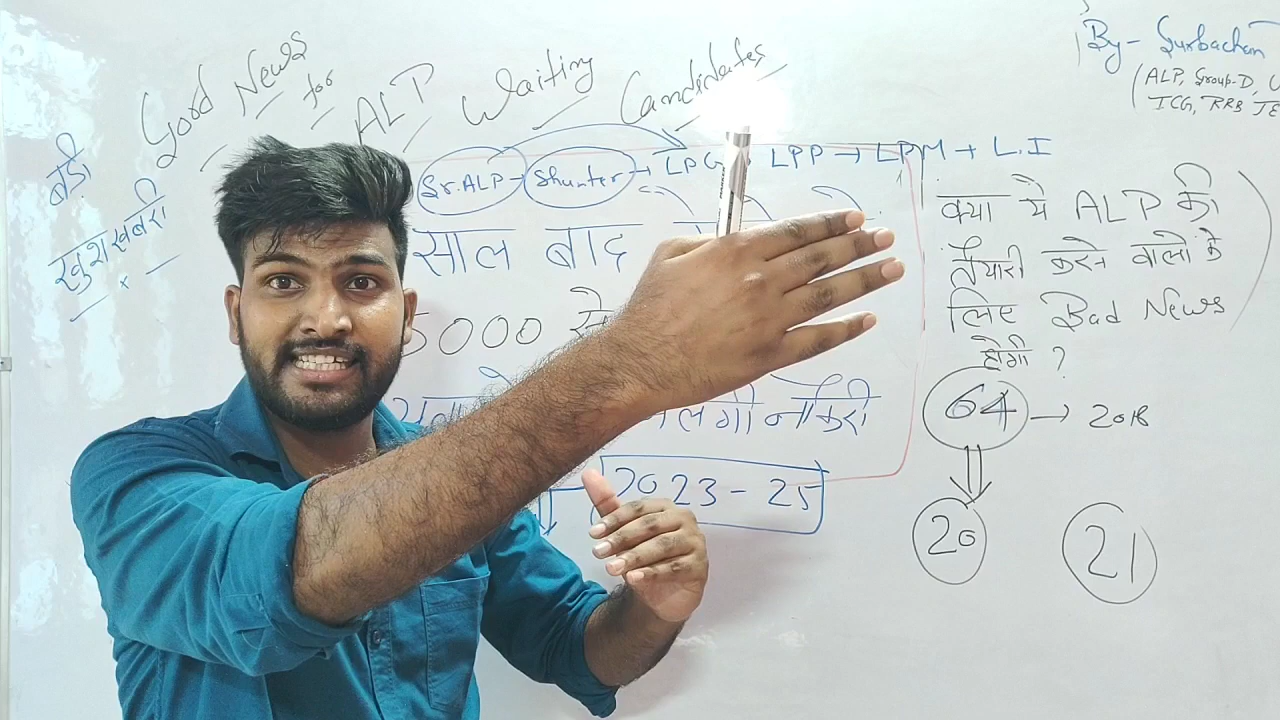 Good News for ALP Waiting Candidates
By- Gurbachan
(ALP, Group-D,
ICG, RRB JE
बड़ी
खुशखबरी
Sr.ALP → Shunter → LPG → LPP → LPM + L.I
साल बाद
5000 से
लगी नौकरी
2023-25
क्या ये ALP की
तैयारी करने वालो के
लिए Bad News
होगी ?
64 → 2018
20
21